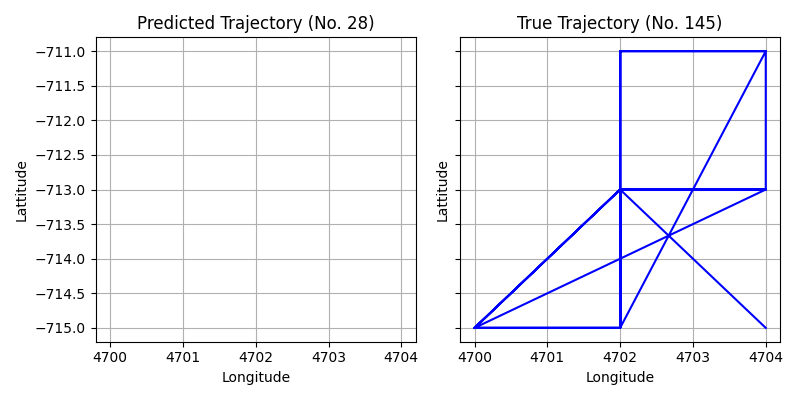 Predicted Trajectory (No. 28)
True Trajectory (No. 145)
−711.0
−711.5
−712.0
−712.5
−713.0
−713.5
−714.0
−714.5
−715.0
Lattitude
Lattitude
4700 4701 4702 4703 4704
4700 4701 4702 4703 4704
Longitude
Longitude